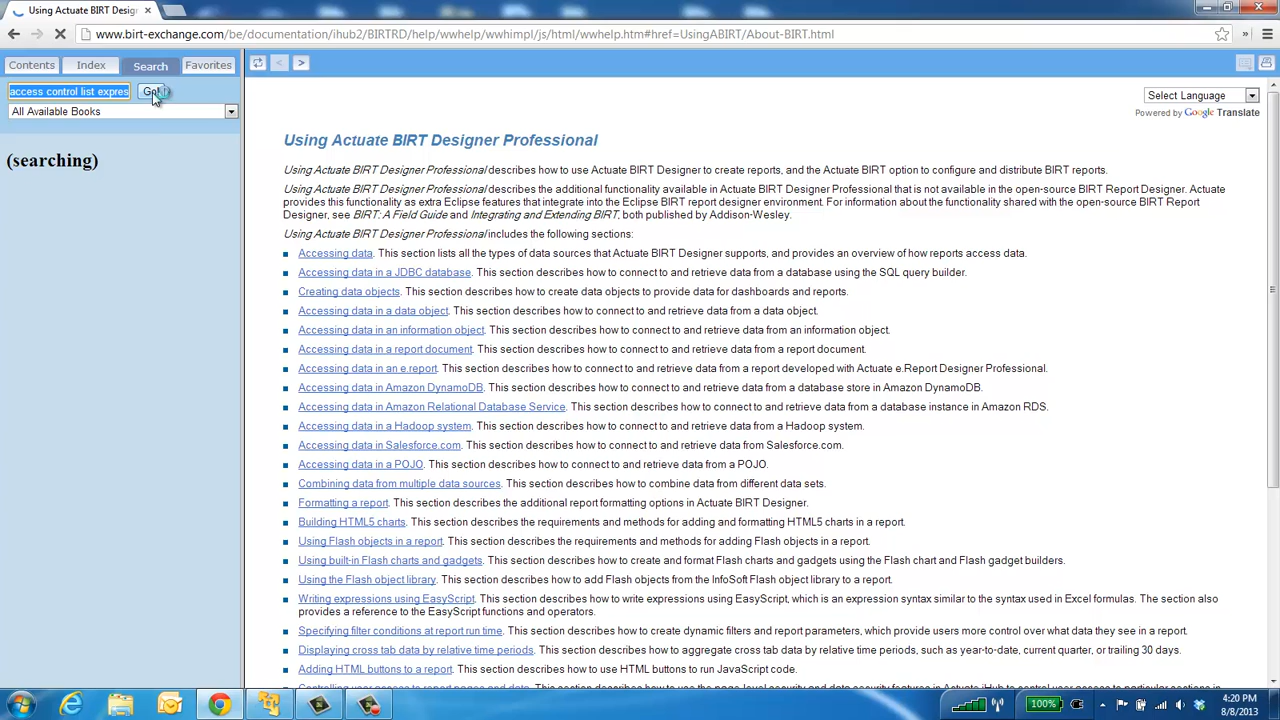 Using Actuate BIRT Desig
www.birt-exchange.com/be/documentation/ihub2/BIRTRD/help/wwhelp/wwhimpl/js/html/wwhelp.htm#href=UsingABIRT/About-BIRT.html
Contents
Index
Search
Favorites
access control list expres
Go!
All Available Books
(searching)
Select Language
Powered by Google Translate
Using Actuate BIRT Designer Professional
Using Actuate BIRT Designer Professional describes how to use Actuate BIRT Designer to create reports, and the Actuate BIRT option to configure and distribute BIRT reports.
Using Actuate BIRT Designer Professional describes the additional functionality available in Actuate BIRT Designer Professional that is not available in the open-source BIRT Report Designer. Actuate
provides this functionality as extra Eclipse features that integrate into the Eclipse BIRT report designer environment. For information about the functionality shared with the open-source BIRT Report
Designer, see BIRT: A Field Guide and Integrating and Extending BIRT, both published by Addison-Wesley.
Using Actuate BIRT Designer Professional includes the following sections:
Accessing data. This section lists all the types of data sources that Actuate BIRT Designer supports, and provides an overview of how reports access data.
Accessing data in a JDBC database. This section describes how to connect to and retrieve data from a database using the SQL query builder.
Creating data objects. This section describes how to create data objects to provide data for dashboards and reports.
Accessing data in a data object. This section describes how to connect to and retrieve data from a data object.
Accessing data in an information object. This section describes how to connect to and retrieve data from an information object.
Accessing data in a report document. This section describes how to connect to and retrieve data from a report document.
Accessing data in an e.report. This section describes how to connect to and retrieve data from a report developed with Actuate e.Report Designer Professional.
Accessing data in Amazon DynamoDB. This section describes how to connect to and retrieve data from a database store in Amazon DynamoDB.
Accessing data in Amazon Relational Database Service. This section describes how to connect to and retrieve data from a database instance in Amazon RDS.
Accessing data in a Hadoop system. This section describes how to connect to and retrieve data from a Hadoop system.
Accessing data in Salesforce.com. This section describes how to connect to and retrieve data from Salesforce.com.
Accessing data in a POJO. This section describes how to connect to and retrieve data from a POJO.
Combining data from multiple data sources. This section describes how to combine data from different data sets.
Formatting a report. This section describes the additional report formatting options in Actuate BIRT Designer.
Building HTML5 charts. This section describes the requirements and methods for adding and formatting HTML5 charts in a report.
Using Flash objects in a report. This section describes the requirements and methods for adding Flash objects in a report.
Using built-in Flash charts and gadgets. This section describes how to create and format Flash charts and gadgets using the Flash chart and Flash gadget builders.
Using the Flash object library. This section describes how to add Flash objects from the InfoSoft Flash object library to a report.
Writing expressions using EasyScript. This section describes how to write expressions using EasyScript, which is an expression syntax similar to the syntax used in Excel formulas. The section also
provides a reference to the EasyScript functions and operators.
Specifying filter conditions at report run time. This section describes how to create dynamic filters and report parameters, which provide users more control over what data they see in a report.
Displaying cross tab data by relative time periods. This section describes how to aggregate cross tab data by relative time periods, such as year-to-date, current quarter, or trailing 30 days.
Adding HTML buttons to a report. This section describes how to use HTML buttons to run JavaScript code.
100%
4:20 PM
8/8/2013